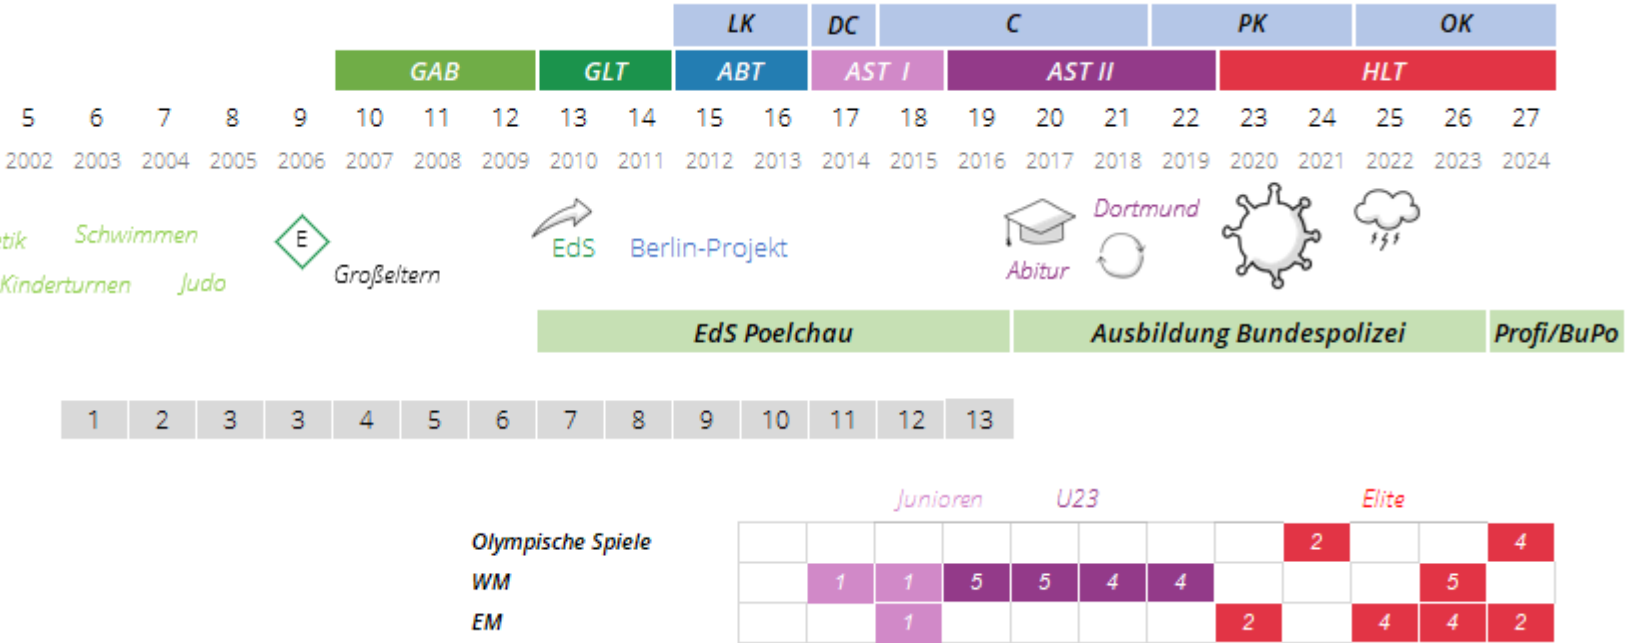 LK DC C PK OK
GAB GLT ABT AST I AST II HLT
5 6 7 8 9 10 11 12 13 14 15 16 17 18 19 20 21 22 23 24 25 26 27
2002 2003 2004 2005 2006 2007 2008 2009 2010 2011 2012 2013 2014 2015 2016 2017 2018 2019 2020 2021 2022 2023 2024
Schwimmen E Dortmund
EdS Berlin-Projekt
Kinderturnen Judo Großeltern Abitur
EdS Poelchau Ausbildung Bundespolizei Profi/BuPo
1 2 3 3 4 5 6 7 8 9 10 11 12 13
Junioren U23 Elite
Olympische Spiele 2 4
WM 1 1 5 5 4 4 5
EM 1 2 4 4 2